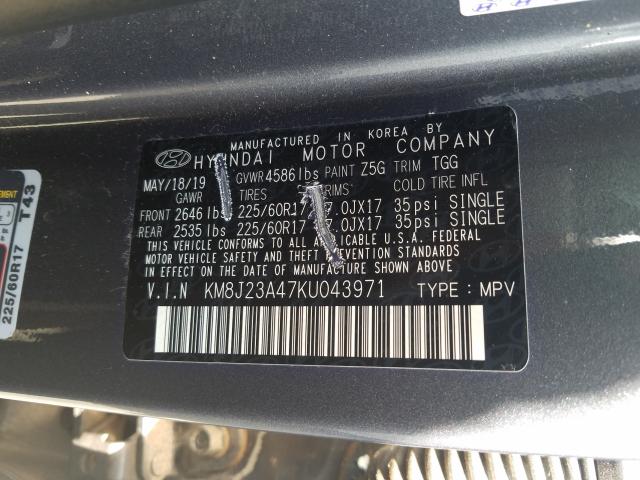 MANUFACTURED IN KOREA BY
HYUNDAI MOTOR COMPANY
MAY/18/19 GVWR 4586 lbs PAINT Z5G TRIM TGG
GAWR TIRES RIMS COLD TIRE INFL
FRONT 2646 lbs 225/60R17 7.0JX17 35psi SINGLE
REAR 2535 lbs 225/60R17 7.0JX17 35psi SINGLE
THIS VEHICLE CONFORMS TO ALL APPLICABLE U.S.A. FEDERAL
MOTOR VEHICLE SAFETY AND THEFT PREVENTION STANDARDS
IN EFFECT ON THE DATE OF MANUFACTURE SHOWN ABOVE.
V.I.N KM8J23A47KU043971 TYPE : MPV
T43
225/60R17